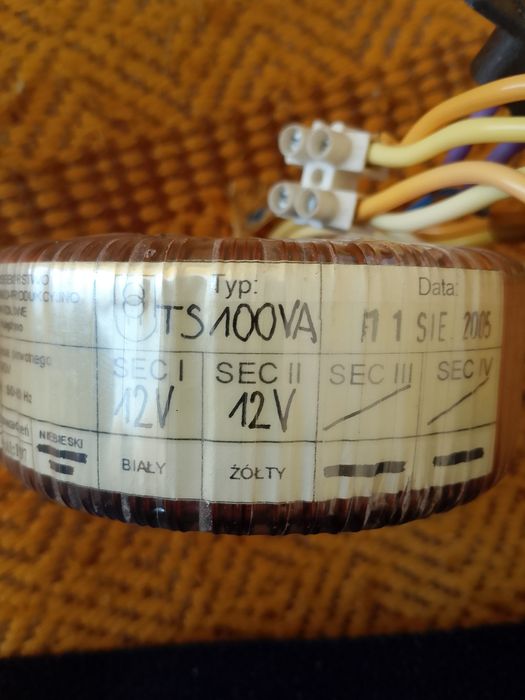 Typ:
Data:
TS100VA
11 SIE. 2005
SEC I
SEC II
SEC III
SEC IV
12V
12V
NIEBIESKI
BIAŁY
ŻÓŁTY